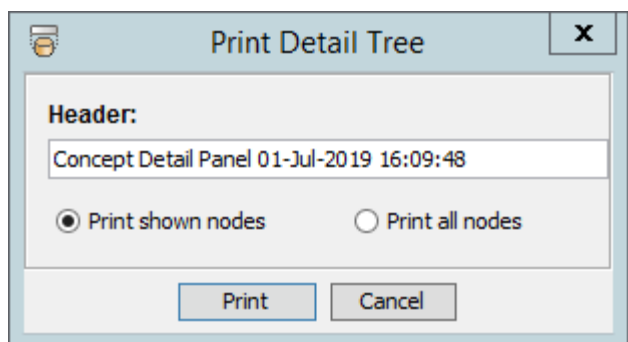 Print Detail Tree
x
Header:
Concept Detail Panel 01-Jul-2019 16:09:48
Print shown nodes Print all nodes
Print Cancel